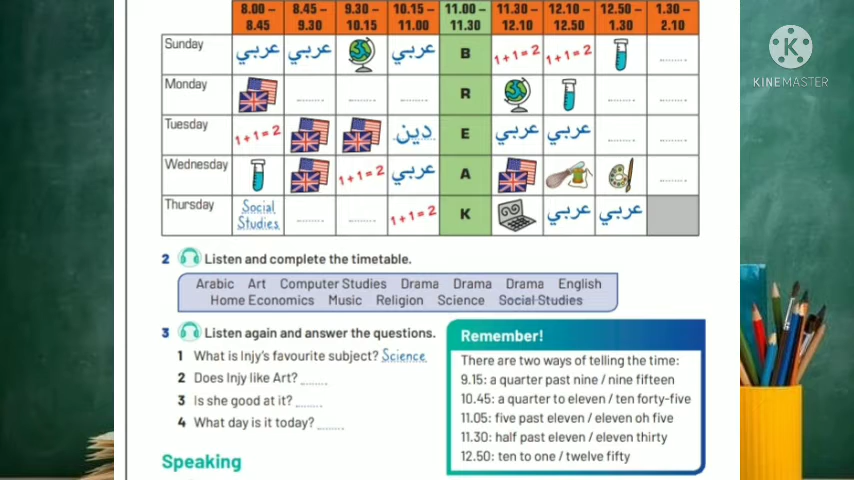 8.00 – 8.45 8.45 – 9.30 9.30 – 10.15 10.15 – 11.00 11.00 – 11.30 11.30 – 12.10 12.10 – 12.50 12.50 – 1.30 1.30 – 2.10
Sunday عربي عربي عربي B 1+1=2 1+1=2 ........
Monday ........ ........ ........ R ........ ........
Tuesday 1+1=2 دين E عربي عربي ........ ........
Wednesday 1+1=2 عربي A
Thursday Social Studies ........ ........ 1+1=2 K عربي عربي
K
KINEMASTER
2 Listen and complete the timetable.
Arabic Art Computer Studies Drama Drama Drama English
Home Economics Music Religion Science Social Studies
3 Listen again and answer the questions.
1 What is Injy's favourite subject? Science
2 Does Injy like Art? ........
3 Is she good at it? ........
4 What day is it today? ........
Speaking
Remember!
There are two ways of telling the time:
9.15: a quarter past nine / nine fifteen
10.45: a quarter to eleven / ten forty-five
11.05: five past eleven / eleven oh five
11.30: half past eleven / eleven thirty
12.50: ten to one / twelve fifty